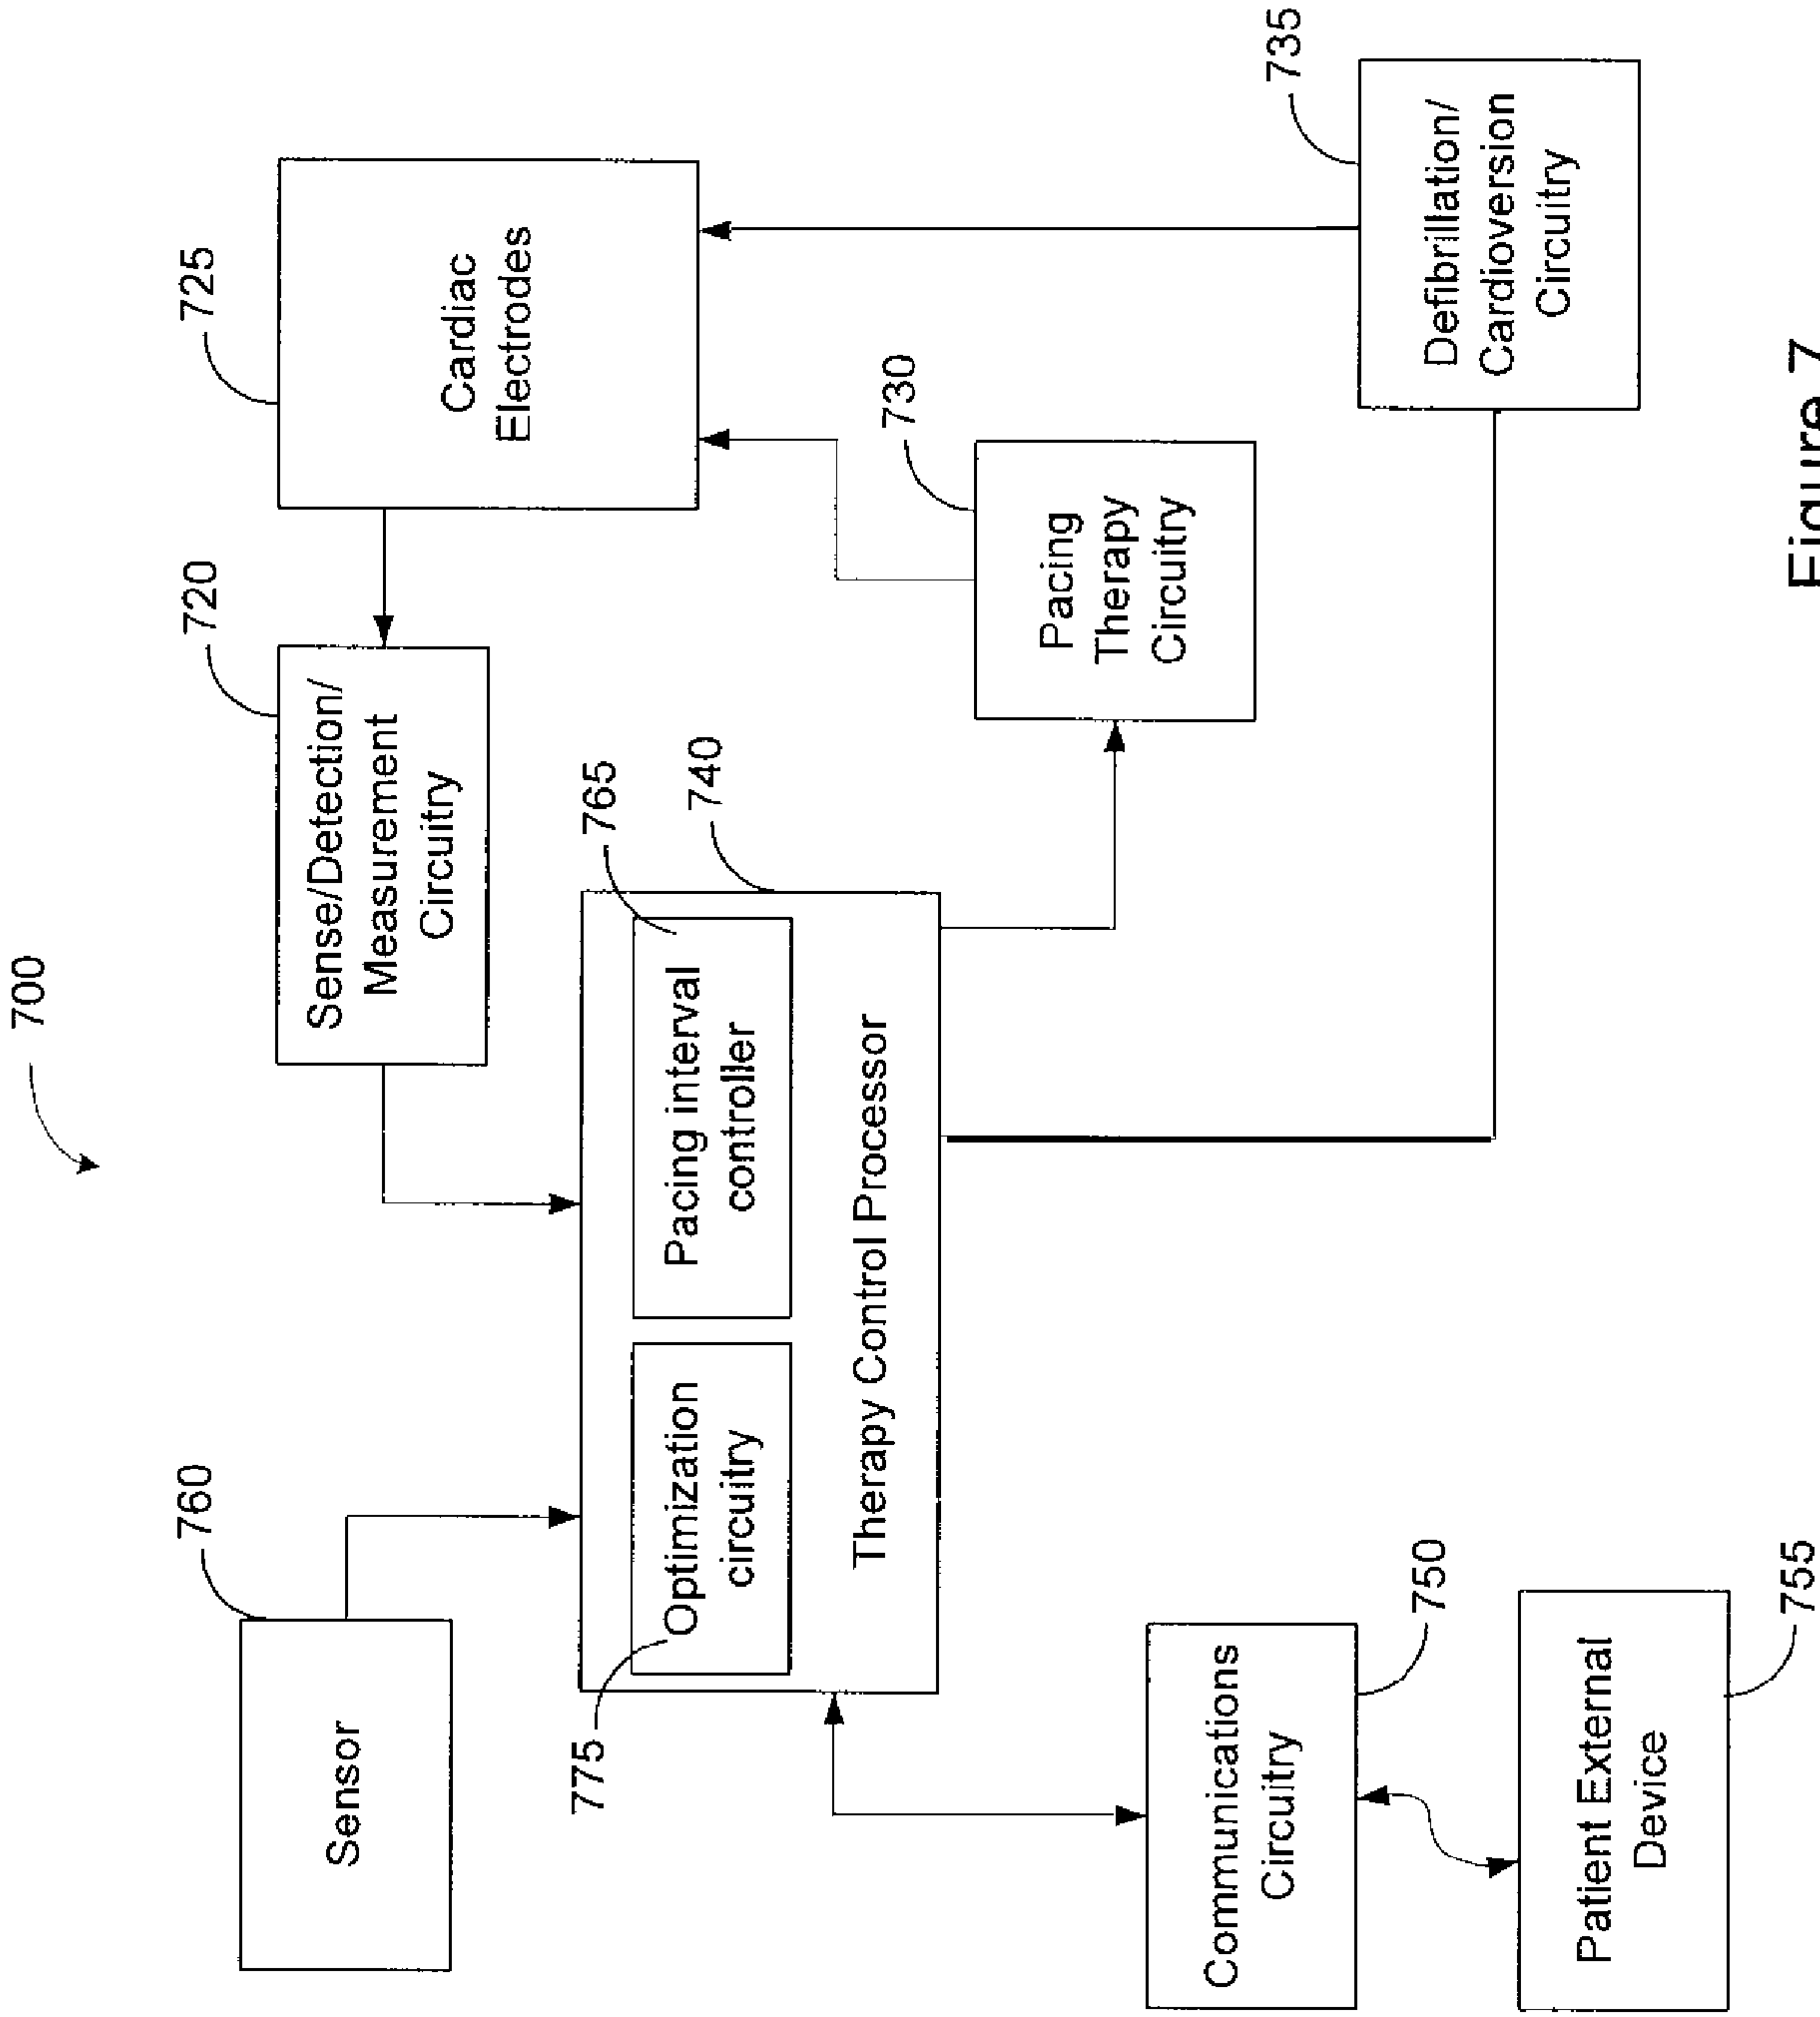 700
760
Sensor
720
Sense/Detection/
Measurement
Circuitry
725
Cardiac
Electrodes
775
Optimization
circuitry
765
Pacing interval
controller
740
Therapy Control Processor
730
Pacing
Therapy
Circuitry
735
Defibrillation/
Cardioversion
Circuitry
Communications
Circuitry
750
Patient External
Device
755
Figure 7